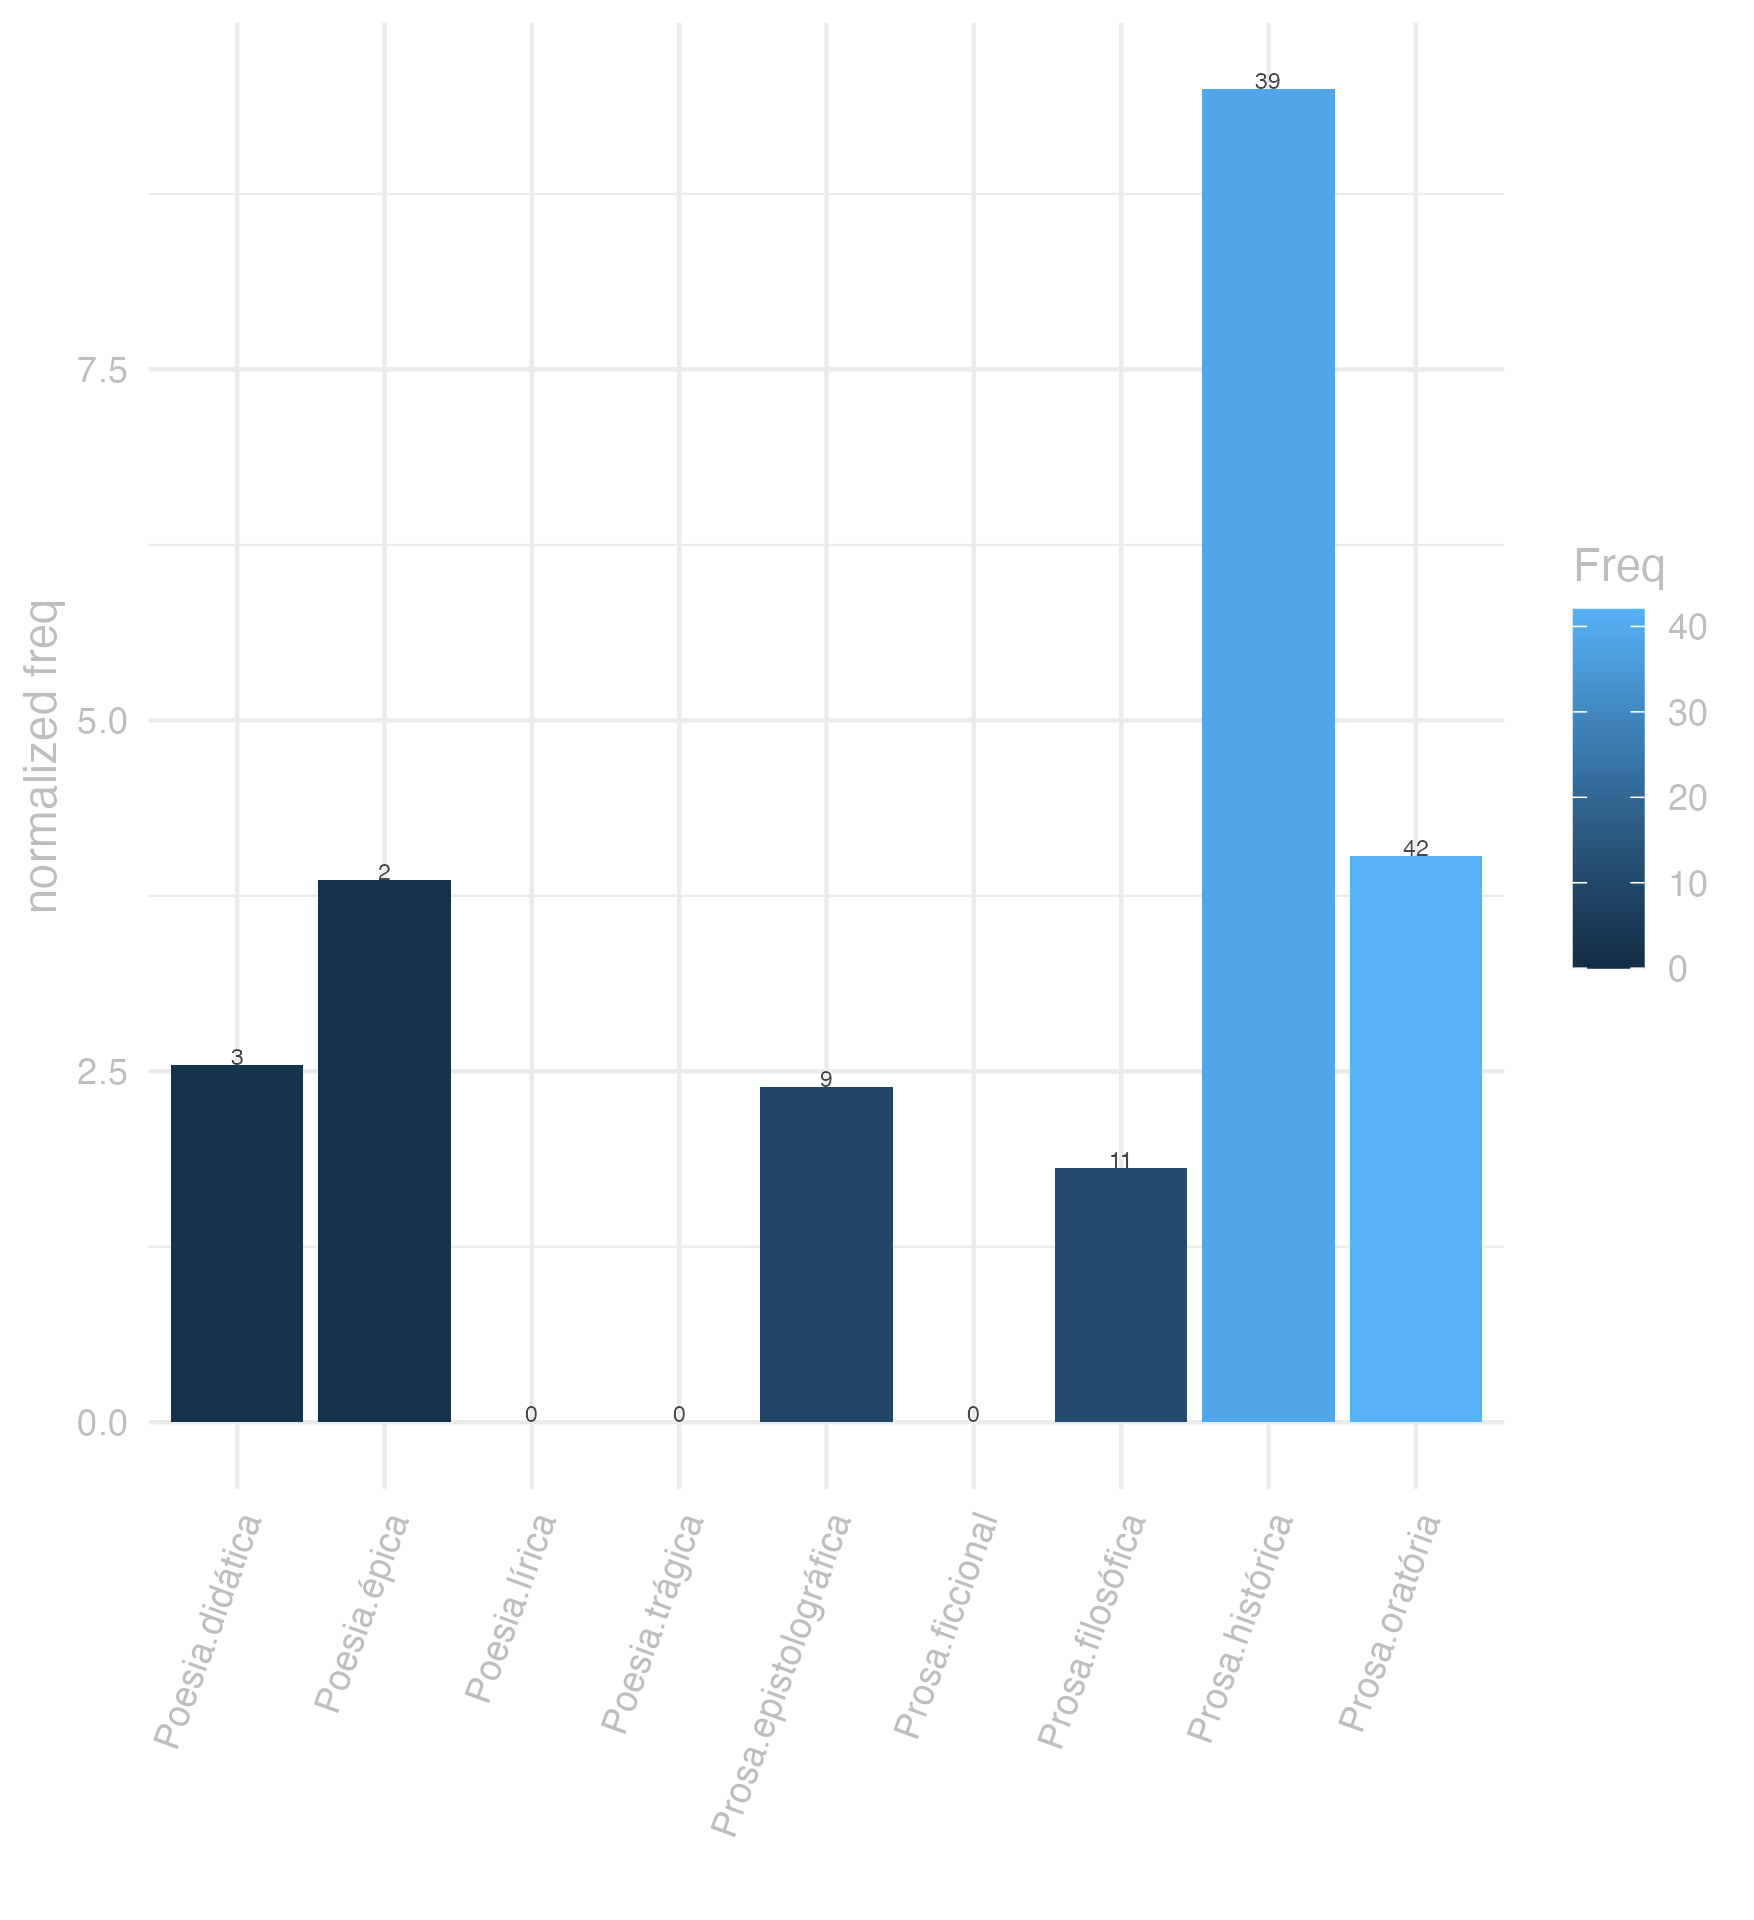 normalized freq
7.5
5.0
2.5
0.0
3
2
0
0
9
0
11
39
42
Poesia.didática
Poesia.épica
Poesia.lírica
Poesia.trágica
Prosa.epistolográfica
Prosa.ficcional
Prosa.filosófica
Prosa.histórica
Prosa.oratória
Freq
40
30
20
10
0